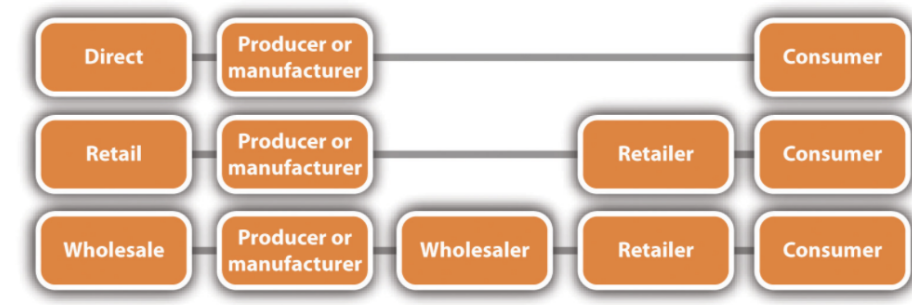 Direct
Producer or
manufacturer
Consumer
Retail
Producer or
manufacturer
Retailer
Consumer
Wholesale
Producer or
manufacturer
Wholesaler
Retailer
Consumer